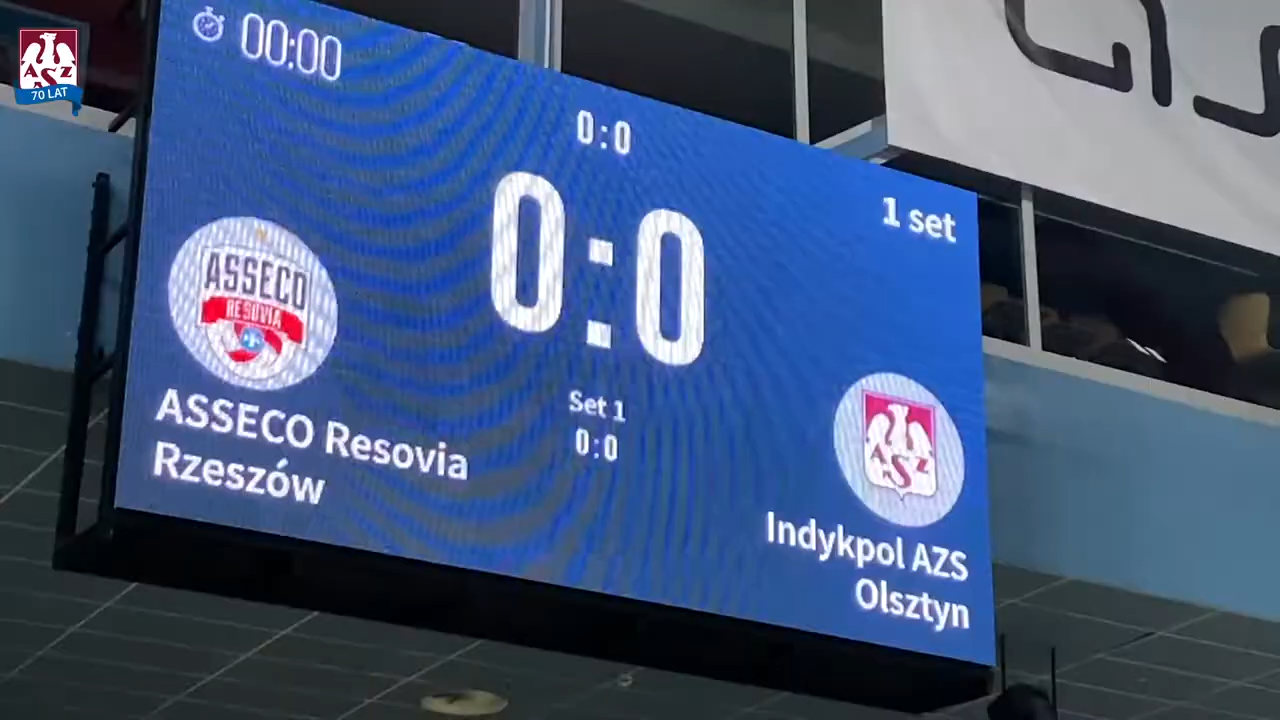 AZS
70 LAT
00:00
0:0
1 set
0:0
ASSECO
RESOVIA
Set 1
0:0
ASSECO Resovia
Rzeszów
AZS
Indykpol AZS
Olsztyn